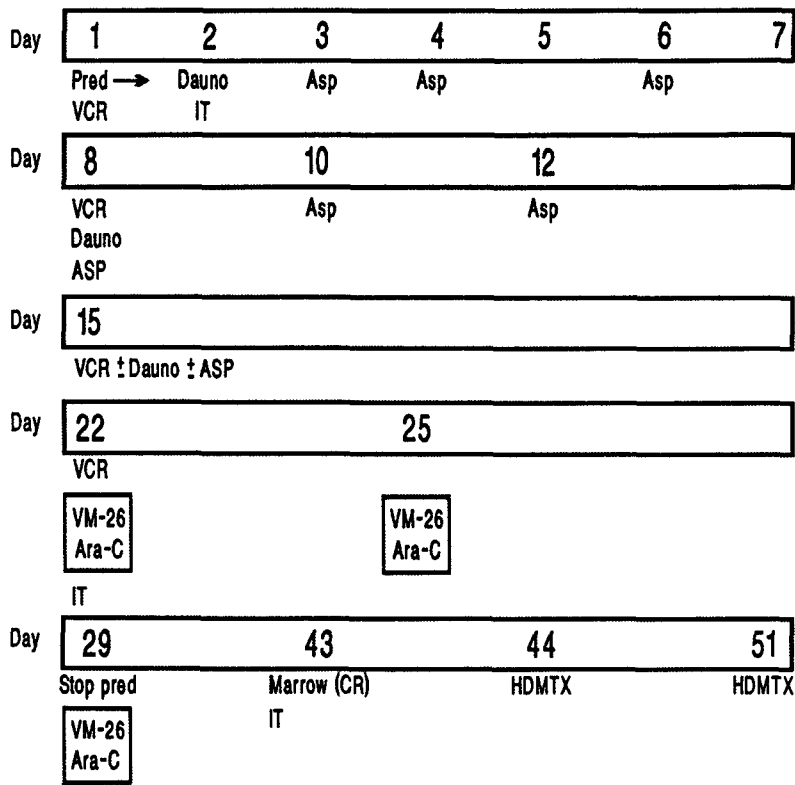 Day 1 2 3 4 5 6 7
Pred → Dauno Asp Asp Asp
VCR IT
Day 8 10 12
VCR Asp Asp
Dauno
ASP
Day 15
VCR ± Dauno ± ASP
Day 22 25
VCR
VM-26 VM-26
Ara-C Ara-C
IT
Day 29 43 44 51
Stop pred Marrow (CR) HDMTX HDMTX
IT
VM-26
Ara-C